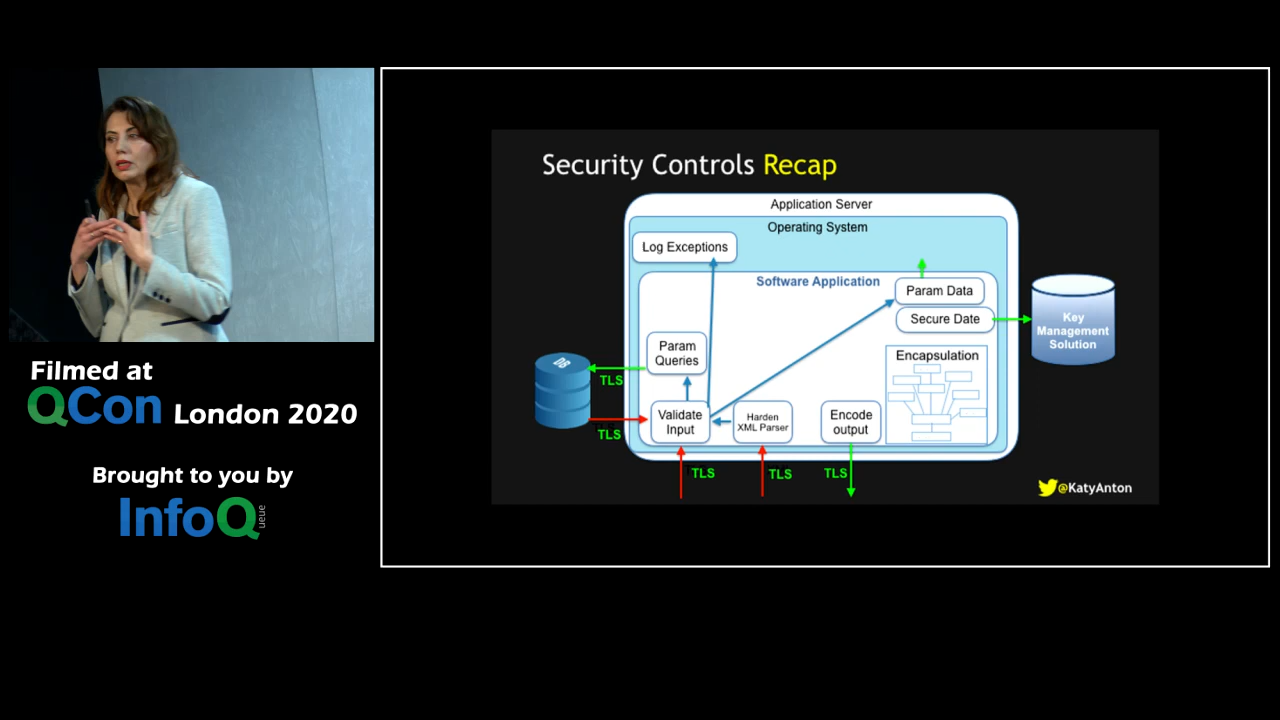 Filmed at
QCon London 2020
Brought to you by
InfoQ
ueue
Security Controls Recap
Application Server
Operating System
Log Exceptions
Software Application
Param Data
Secure Date
Key
Management
Solution
Param
Queries
Encapsulation
DB
TLS
Validate
Input
Harden
XML Parser
Encode
output
TLS
TLS
TLS
TLS
@KatyAnton